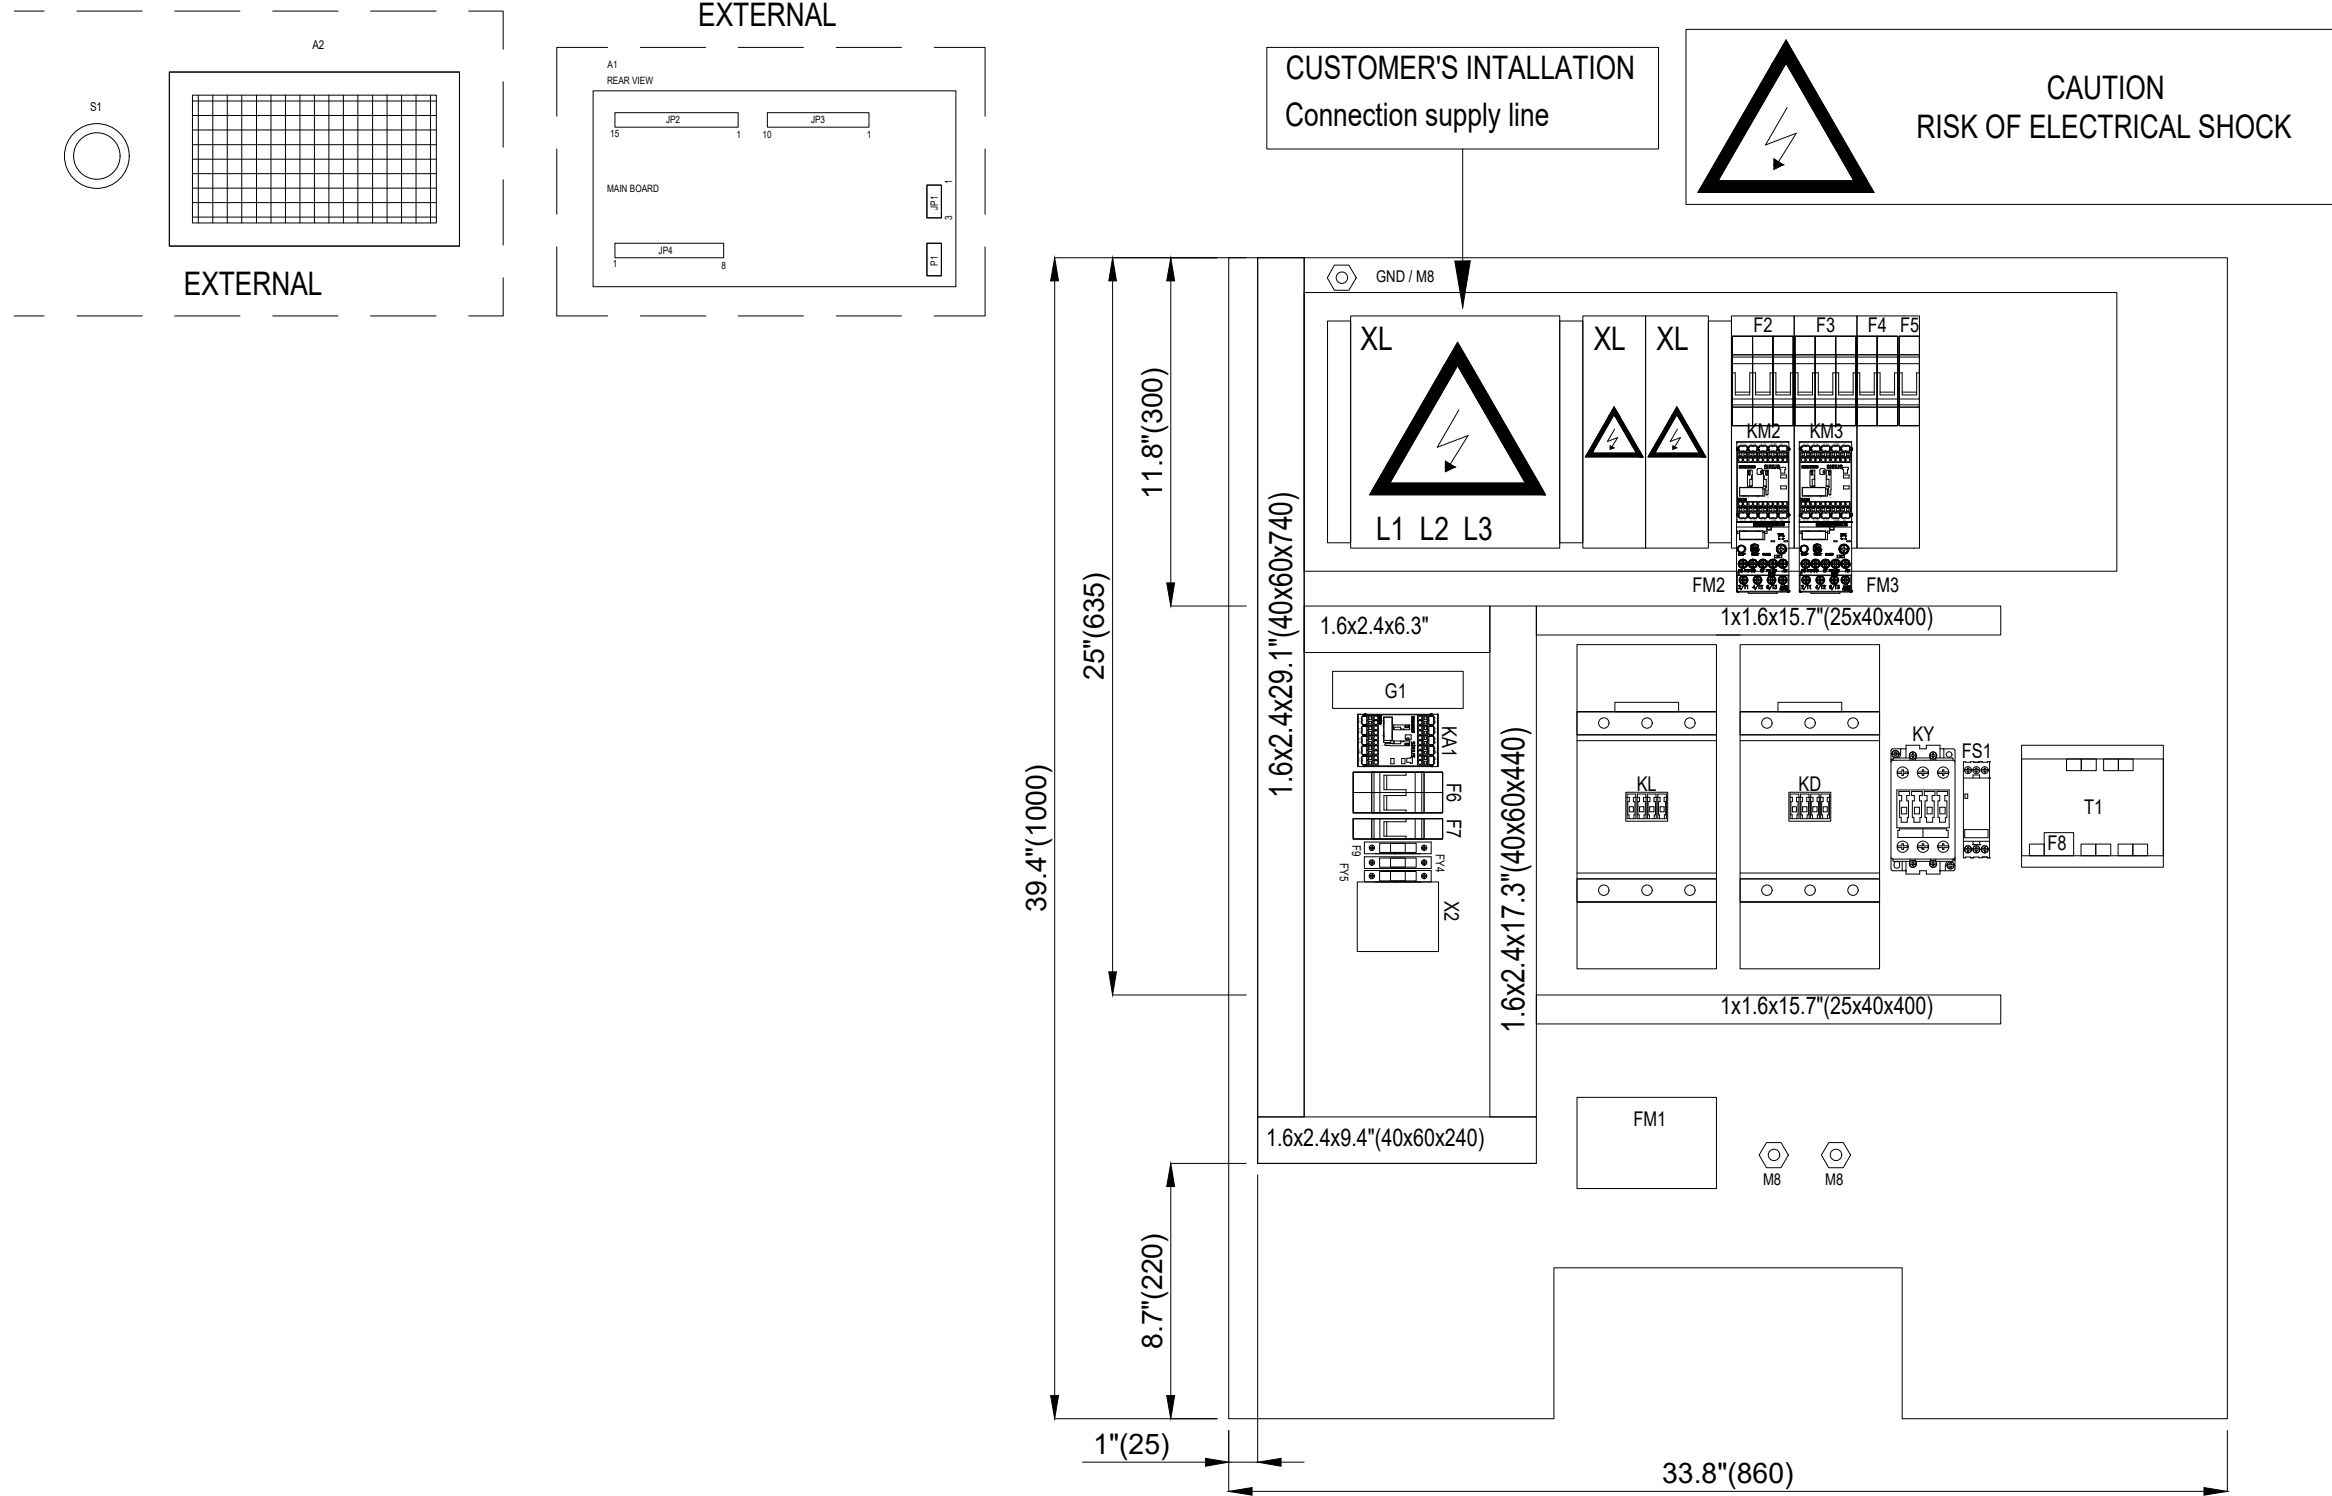 EXTERNAL
A2
S1
EXTERNAL
A1
REAR VIEW
JP2
15
1
JP3
10
1
MAIN BOARD
1
JP1
3
JP4
1
8
P1
CUSTOMER'S INTALLATION
Connection supply line
CAUTION
RISK OF ELECTRICAL SHOCK
GND / M8
XL
L1 L2 L3
XL
XL
F2
F3
F4
F5
KM2
KM3
FM2
FM3
11.8"(300)
25"(635)
39.4"(1000)
8.7"(220)
1"(25)
33.8"(860)
1.6x2.4x29.1"(40x60x740)
1.6x2.4x6.3"
1x1.6x15.7"(25x40x400)
G1
KA1
F6
F7
F9
FY4
FY5
X2
1.6x2.4x17.3"(40x60x440)
KL
KD
KY
FS1
T1
F8
1x1.6x15.7"(25x40x400)
1.6x2.4x9.4"(40x60x240)
FM1
M8
M8